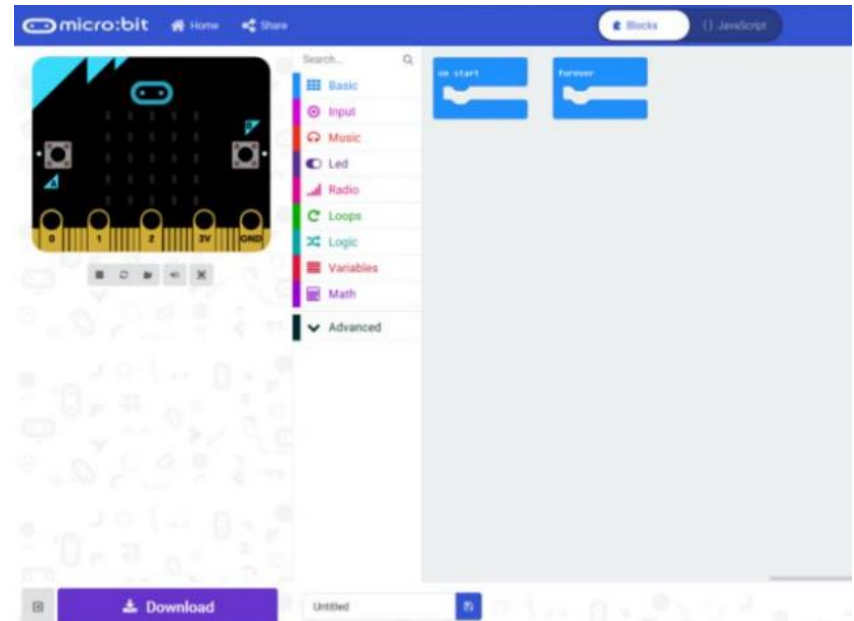 micro:bit Home Share Blocks {} JavaScript
Search...
Basic
Input
Music
Led
Radio
Loops
Logic
Variables
Math
Advanced
on start
forever
A
B
0 1 2 3V GND
Download
Untitled